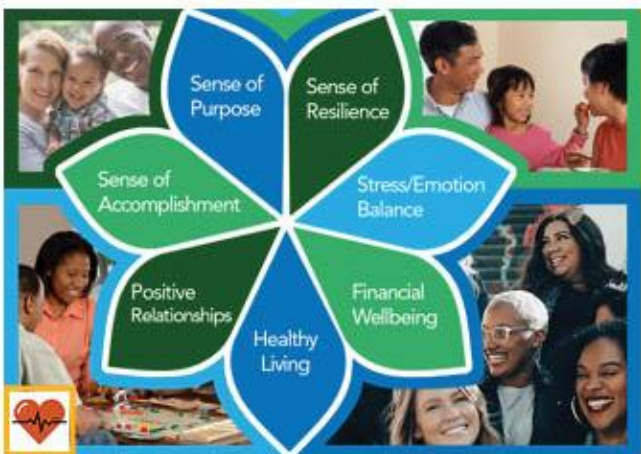 Sense of
Purpose
Sense of
Resilience
Sense of
Accomplishment
Stress/Emotion
Balance
Positive
Relationships
Financial
Wellbeing
Healthy
Living